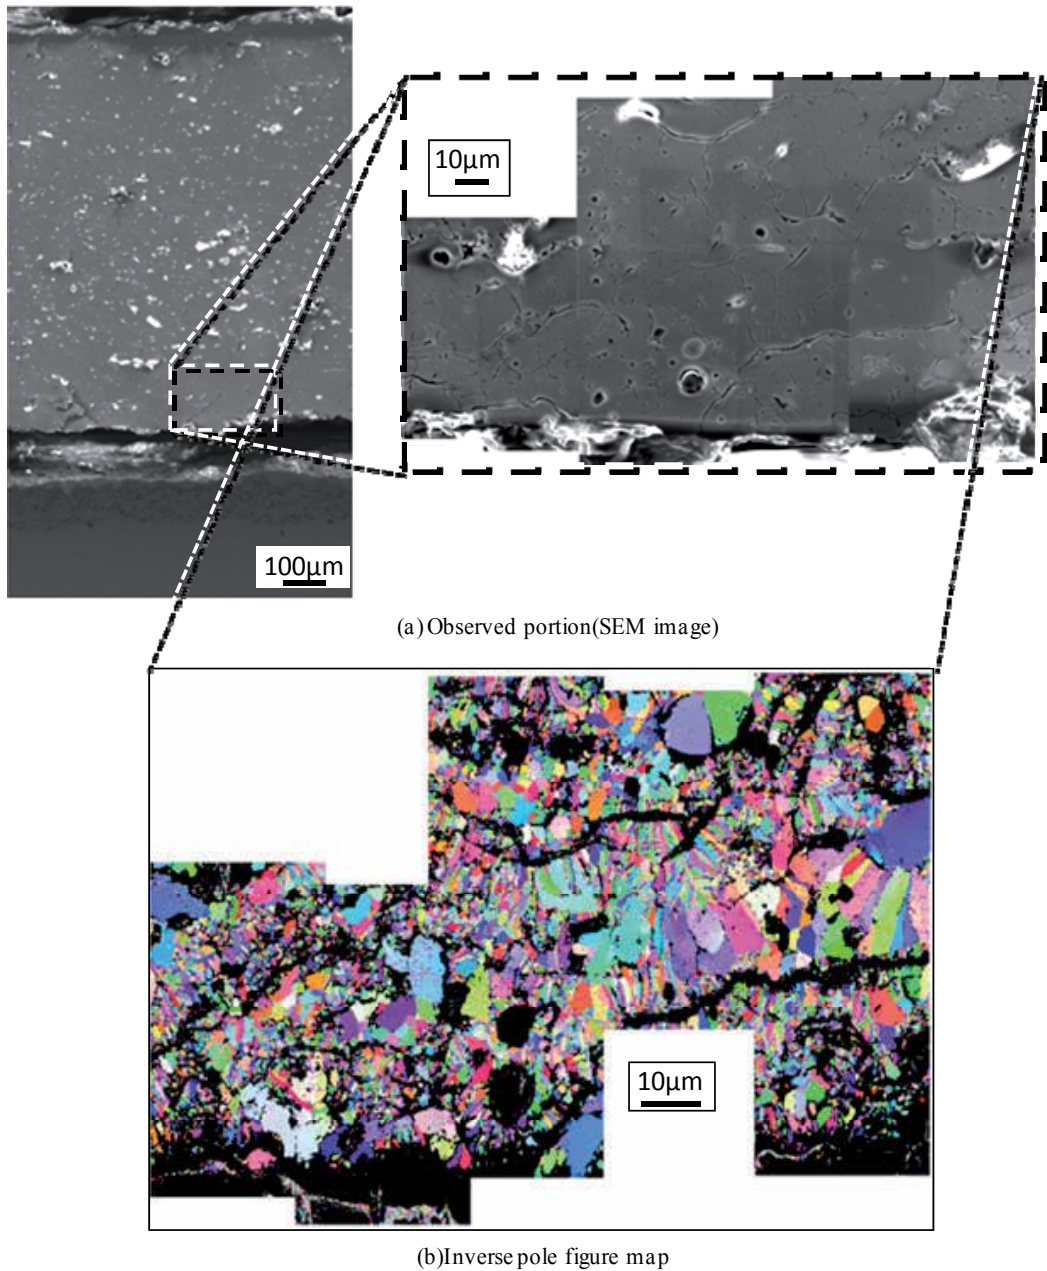 10μm
100μm
(a)Observed portion(SEM image)
10μm
(b)Inverse pole figure map